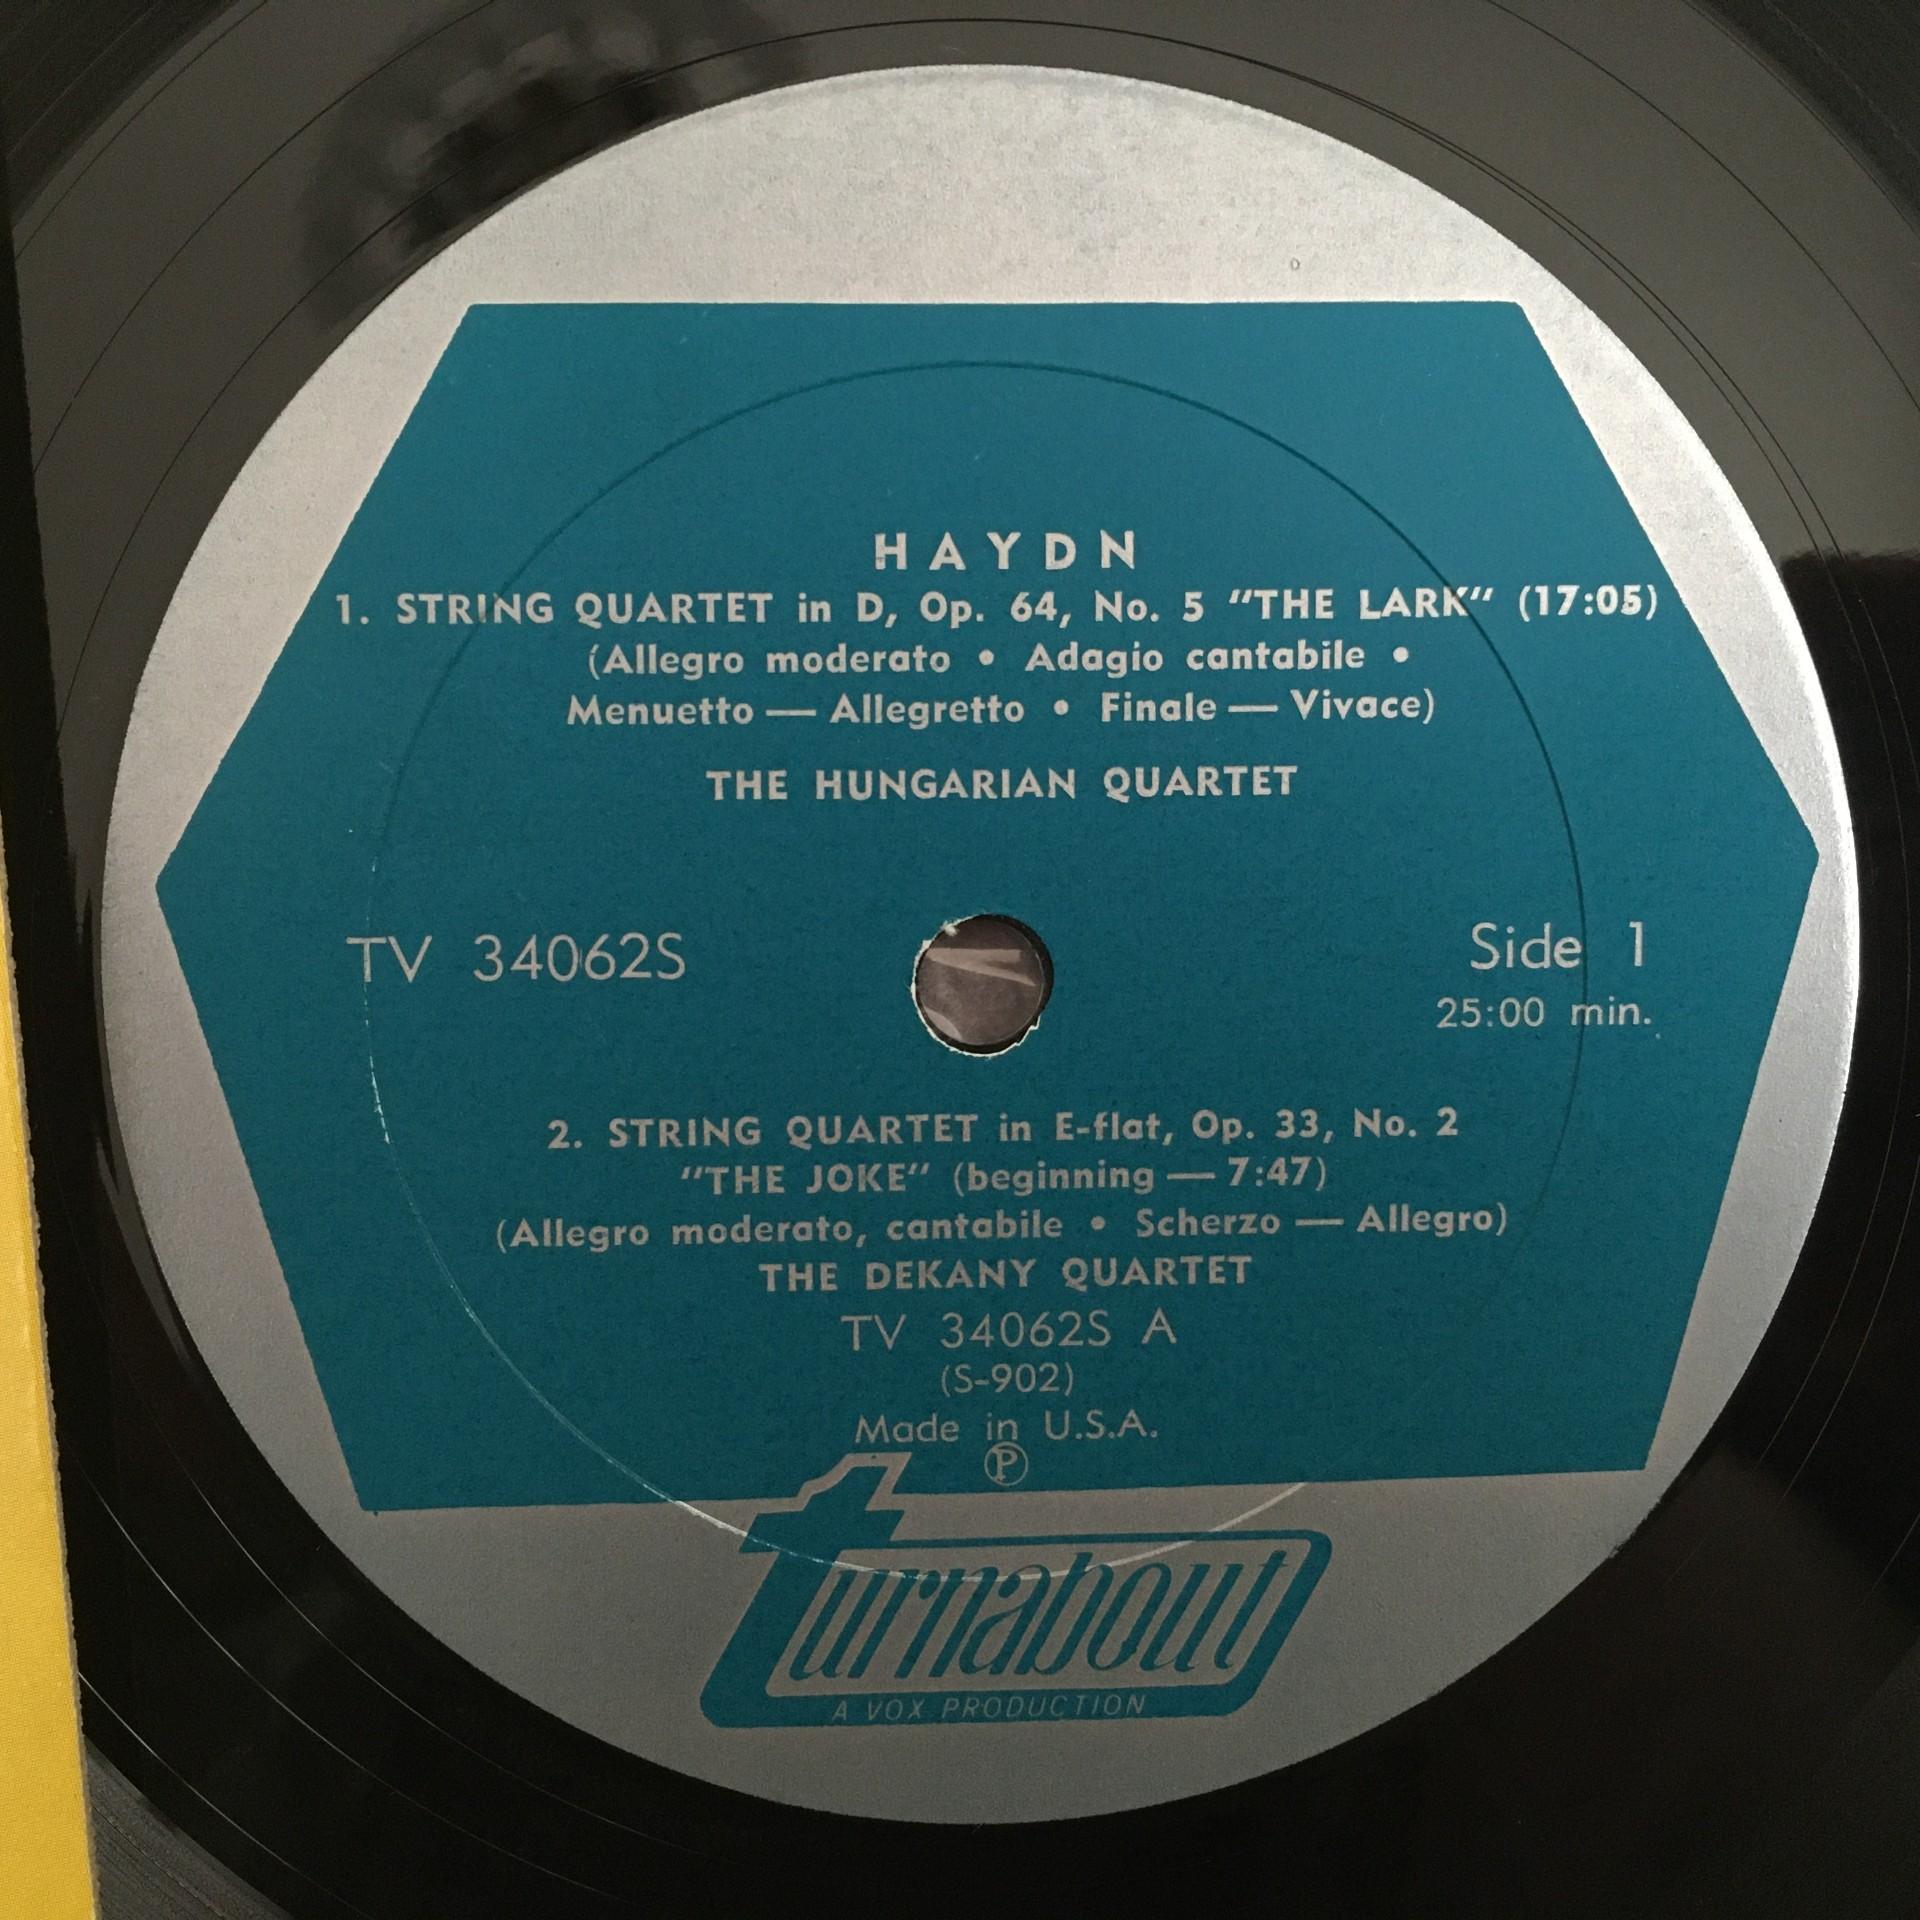 HAYDN
1. STRING QUARTET in D, Op. 64, No. 5 "THE LARK" (17:05)
(Allegro moderato • Adagio cantabile •
Menuetto — Allegretto • Finale — Vivace)
THE HUNGARIAN QUARTET
TV 34062S
Side 1
25:00 min.
2. STRING QUARTET in E-flat, Op. 33, No. 2
"THE JOKE" (beginning — 7:47)
(Allegro moderato, cantabile • Scherzo — Allegro)
THE DEKANY QUARTET
TV 34062S A
(S-902)
Made in U.S.A.
Ⓟ
turnabout
A VOX PRODUCTION